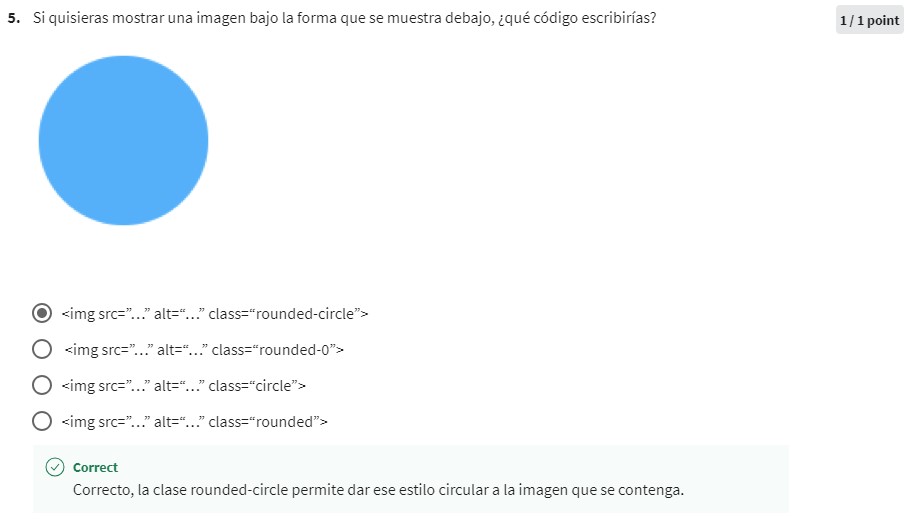 5. Si quisieras mostrar una imagen bajo la forma que se muestra debajo, ¿qué código escribirías?
1 / 1 point
<img src=”…” alt=“…” class=“rounded-circle”>
<img src=”…” alt=“…” class=“rounded-0”>
<img src=”…” alt=“…” class=“circle”>
<img src=”…” alt=“…” class=“rounded”>
Correct
Correcto, la clase rounded-circle permite dar ese estilo circular a la imagen que se contenga.